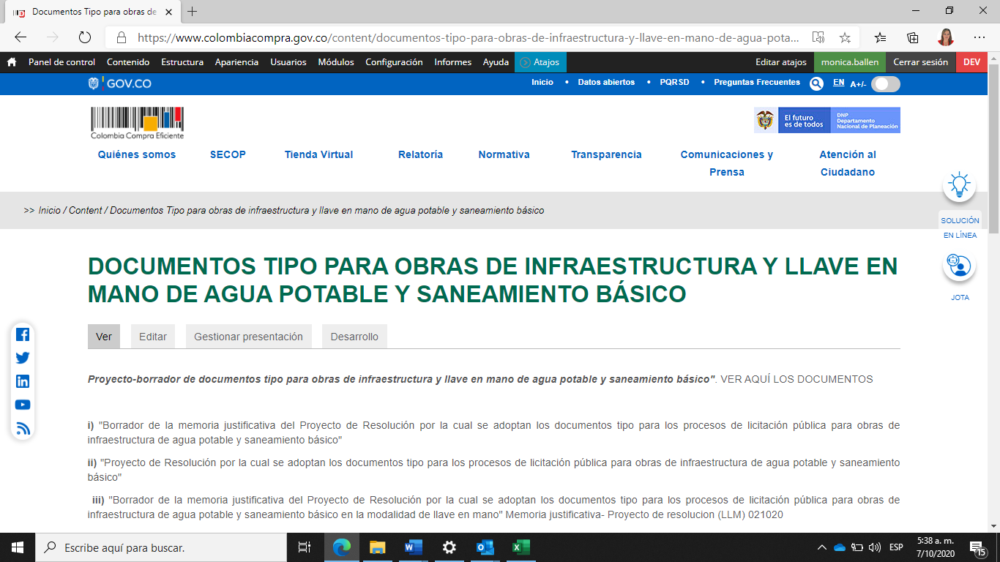 Documentos Tipo para obras de
https://www.colombiacompra.gov.co/content/documentos-tipo-para-obras-de-infraestructura-y-llave-en-mano-de-agua-pota...
Panel de control Contenido Estructura Apariencia Usuarios Módulos Configuración Informes Ayuda Atajos Editar atajos monica.ballen Cerrar sesión DEV
GOV.CO Inicio • Datos abiertos • PQRSD • Preguntas Frecuentes EN A+/-
Colombia Compra Eficiente
El futuro
es de todos
DNP
Departamento
Nacional de Planeación
Quiénes somos SECOP Tienda Virtual Relatoría Normativa Transparencia Comunicaciones y Prensa Atención al Ciudadano
>> Inicio / Content / Documentos Tipo para obras de infraestructura y llave en mano de agua potable y saneamiento básico
SOLUCIÓN
EN LÍNEA
JOTA
DOCUMENTOS TIPO PARA OBRAS DE INFRAESTRUCTURA Y LLAVE EN
MANO DE AGUA POTABLE Y SANEAMIENTO BÁSICO
Ver Editar Gestionar presentación Desarrollo
Proyecto-borrador de documentos tipo para obras de infraestructura y llave en mano de agua potable y saneamiento básico". VER AQUÍ LOS DOCUMENTOS
i) "Borrador de la memoria justificativa del Proyecto de Resolución por la cual se adoptan los documentos tipo para los procesos de licitación pública para obras de
infraestructura de agua potable y saneamiento básico"
ii) "Proyecto de Resolución por la cual se adoptan los documentos tipo para los procesos de licitación pública para obras de infraestructura de agua potable y saneamiento
básico"
iii) "Borrador de la memoria justificativa del Proyecto de Resolución por la cual se adoptan los documentos tipo para los procesos de licitación pública para obras de
infraestructura de agua potable y saneamiento básico en la modalidad de llave en mano" Memoria justificativa- Proyecto de resolucion (LLM) 021020
Escribe aquí para buscar.
ESP
5:38 a. m.
7/10/2020
15